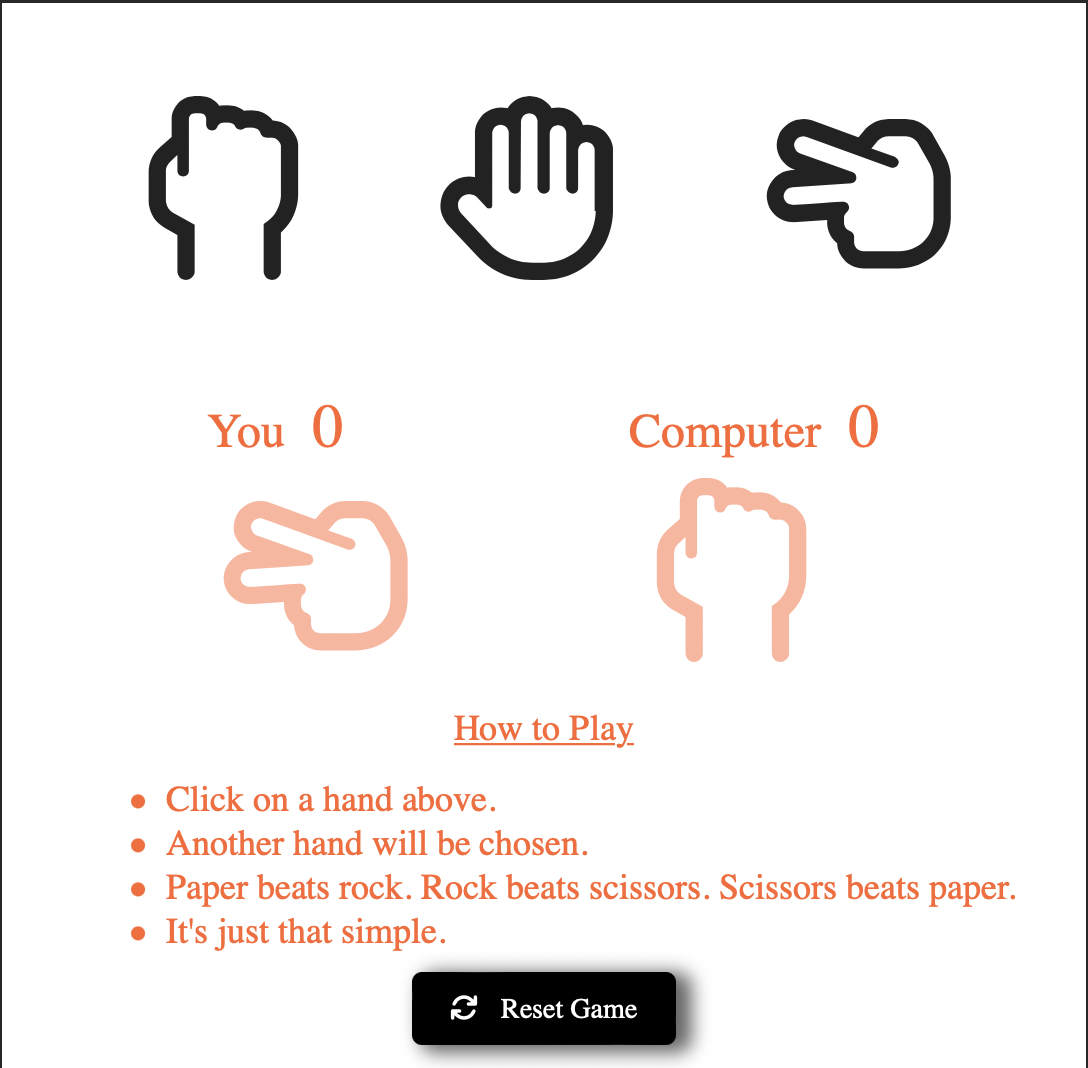 You 0 Computer 0
How to Play
Click on a hand above.
Another hand will be chosen.
Paper beats rock. Rock beats scissors. Scissors beats paper.
It's just that simple.
Reset Game